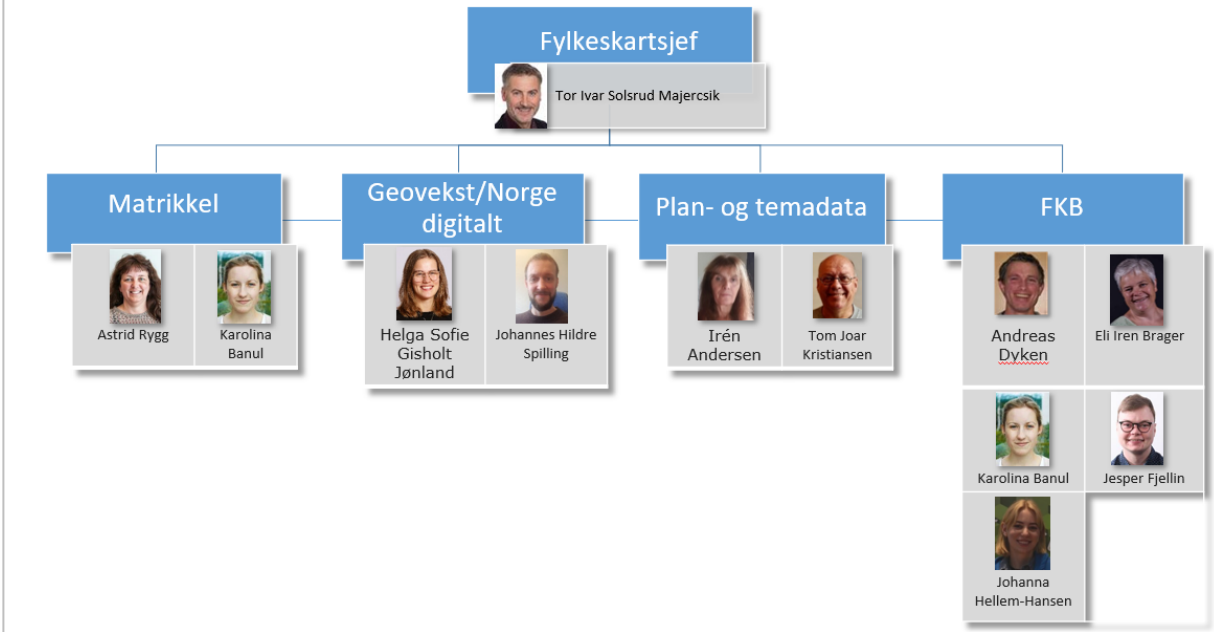 Fylkeskartsjef
Tor Ivar Solsrud Majercsik
Matrikkel
Astrid Rygg
Karolina
Banul
Geovekst/Norge
digitalt
Helga Sofie
Gisholt
Jønland
Johannes Hildre
Spilling
Plan- og temadata
Irén
Andersen
Tom Joar
Kristiansen
FKB
Andreas
Dyken
Eli Iren Brager
Karolina Banul
Jesper Fjellin
Johanna
Hellem-Hansen